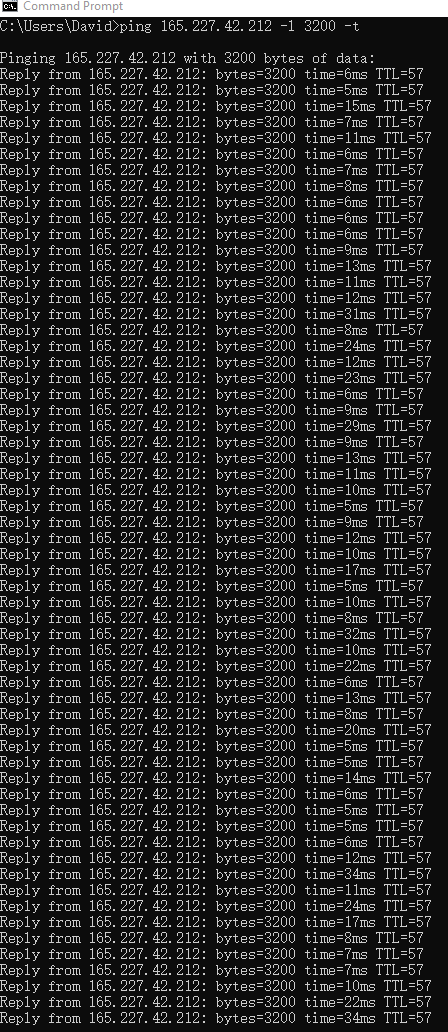 Command Prompt
C:\Users\David>ping 165.227.42.212 -l 3200 -t
Pinging 165.227.42.212 with 3200 bytes of data:
Reply from 165.227.42.212: bytes=3200 time=6ms TTL=57
Reply from 165.227.42.212: bytes=3200 time=5ms TTL=57
Reply from 165.227.42.212: bytes=3200 time=15ms TTL=57
Reply from 165.227.42.212: bytes=3200 time=7ms TTL=57
Reply from 165.227.42.212: bytes=3200 time=11ms TTL=57
Reply from 165.227.42.212: bytes=3200 time=6ms TTL=57
Reply from 165.227.42.212: bytes=3200 time=7ms TTL=57
Reply from 165.227.42.212: bytes=3200 time=8ms TTL=57
Reply from 165.227.42.212: bytes=3200 time=6ms TTL=57
Reply from 165.227.42.212: bytes=3200 time=6ms TTL=57
Reply from 165.227.42.212: bytes=3200 time=6ms TTL=57
Reply from 165.227.42.212: bytes=3200 time=9ms TTL=57
Reply from 165.227.42.212: bytes=3200 time=13ms TTL=57
Reply from 165.227.42.212: bytes=3200 time=11ms TTL=57
Reply from 165.227.42.212: bytes=3200 time=12ms TTL=57
Reply from 165.227.42.212: bytes=3200 time=31ms TTL=57
Reply from 165.227.42.212: bytes=3200 time=8ms TTL=57
Reply from 165.227.42.212: bytes=3200 time=24ms TTL=57
Reply from 165.227.42.212: bytes=3200 time=12ms TTL=57
Reply from 165.227.42.212: bytes=3200 time=23ms TTL=57
Reply from 165.227.42.212: bytes=3200 time=6ms TTL=57
Reply from 165.227.42.212: bytes=3200 time=9ms TTL=57
Reply from 165.227.42.212: bytes=3200 time=29ms TTL=57
Reply from 165.227.42.212: bytes=3200 time=9ms TTL=57
Reply from 165.227.42.212: bytes=3200 time=13ms TTL=57
Reply from 165.227.42.212: bytes=3200 time=11ms TTL=57
Reply from 165.227.42.212: bytes=3200 time=10ms TTL=57
Reply from 165.227.42.212: bytes=3200 time=5ms TTL=57
Reply from 165.227.42.212: bytes=3200 time=9ms TTL=57
Reply from 165.227.42.212: bytes=3200 time=12ms TTL=57
Reply from 165.227.42.212: bytes=3200 time=10ms TTL=57
Reply from 165.227.42.212: bytes=3200 time=17ms TTL=57
Reply from 165.227.42.212: bytes=3200 time=5ms TTL=57
Reply from 165.227.42.212: bytes=3200 time=10ms TTL=57
Reply from 165.227.42.212: bytes=3200 time=8ms TTL=57
Reply from 165.227.42.212: bytes=3200 time=32ms TTL=57
Reply from 165.227.42.212: bytes=3200 time=10ms TTL=57
Reply from 165.227.42.212: bytes=3200 time=22ms TTL=57
Reply from 165.227.42.212: bytes=3200 time=6ms TTL=57
Reply from 165.227.42.212: bytes=3200 time=13ms TTL=57
Reply from 165.227.42.212: bytes=3200 time=8ms TTL=57
Reply from 165.227.42.212: bytes=3200 time=20ms TTL=57
Reply from 165.227.42.212: bytes=3200 time=5ms TTL=57
Reply from 165.227.42.212: bytes=3200 time=5ms TTL=57
Reply from 165.227.42.212: bytes=3200 time=14ms TTL=57
Reply from 165.227.42.212: bytes=3200 time=6ms TTL=57
Reply from 165.227.42.212: bytes=3200 time=5ms TTL=57
Reply from 165.227.42.212: bytes=3200 time=5ms TTL=57
Reply from 165.227.42.212: bytes=3200 time=6ms TTL=57
Reply from 165.227.42.212: bytes=3200 time=12ms TTL=57
Reply from 165.227.42.212: bytes=3200 time=34ms TTL=57
Reply from 165.227.42.212: bytes=3200 time=11ms TTL=57
Reply from 165.227.42.212: bytes=3200 time=24ms TTL=57
Reply from 165.227.42.212: bytes=3200 time=17ms TTL=57
Reply from 165.227.42.212: bytes=3200 time=8ms TTL=57
Reply from 165.227.42.212: bytes=3200 time=7ms TTL=57
Reply from 165.227.42.212: bytes=3200 time=7ms TTL=57
Reply from 165.227.42.212: bytes=3200 time=10ms TTL=57
Reply from 165.227.42.212: bytes=3200 time=22ms TTL=57
Reply from 165.227.42.212: bytes=3200 time=34ms TTL=57